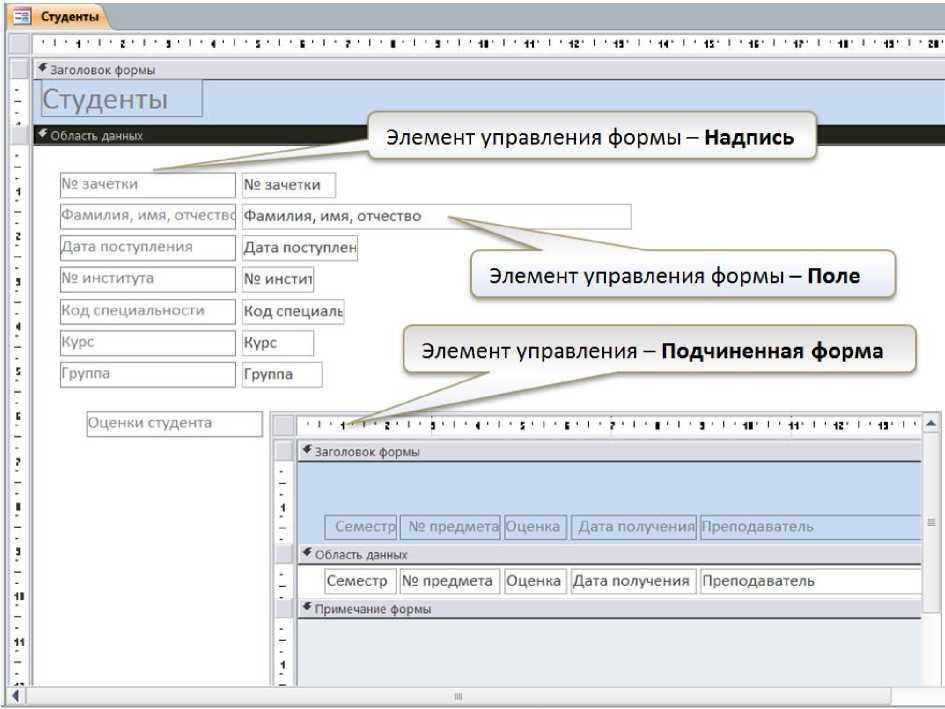 Студенты
Заголовок формы
Студенты
Область данных
Элемент управления формы – Надпись
№ зачетки № зачетки
Фамилия, имя, отчество Фамилия, имя, отчество
Дата поступления Дата поступлен
Элемент управления формы – Поле
№ института № инстит
Код специальности Код специаль
Курс Курс
Элемент управления – Подчиненная форма
Группа Группа
Оценки студента
Заголовок формы
Семестр № предмета Оценка Дата получения Преподаватель
Область данных
Семестр № предмета Оценка Дата получения Преподаватель
Примечание формы